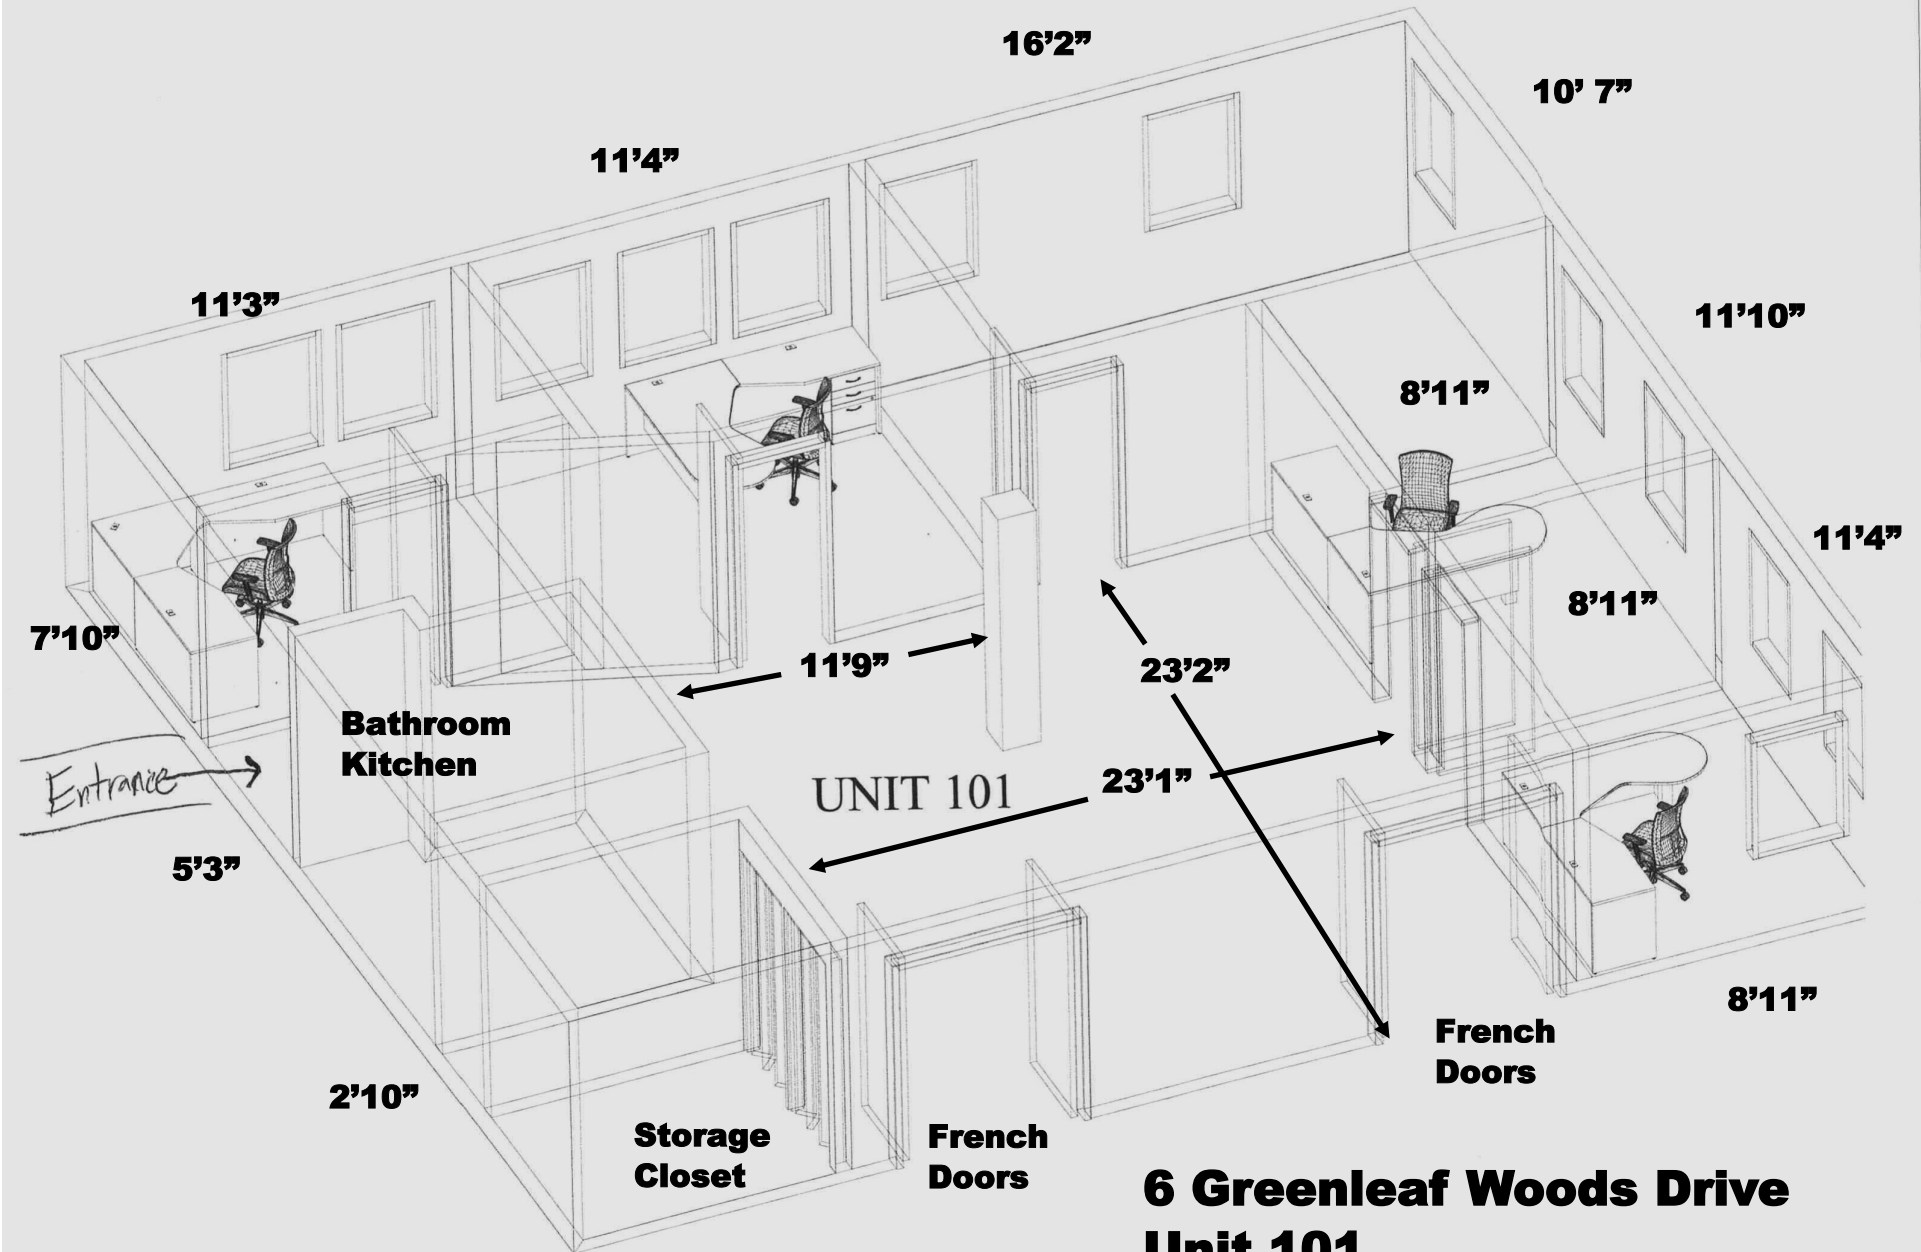 16’2”
10’ 7”
11’4”
11’3”
11’10”
8’11”
11’4”
8’11”
7’10”
11’9”
23’2”
Bathroom
Kitchen
Entrance
23’1”
UNIT 101
5’3”
8’11”
French
Doors
2’10”
Storage
Closet
French
Doors
6 Greenleaf Woods Drive
Unit 101